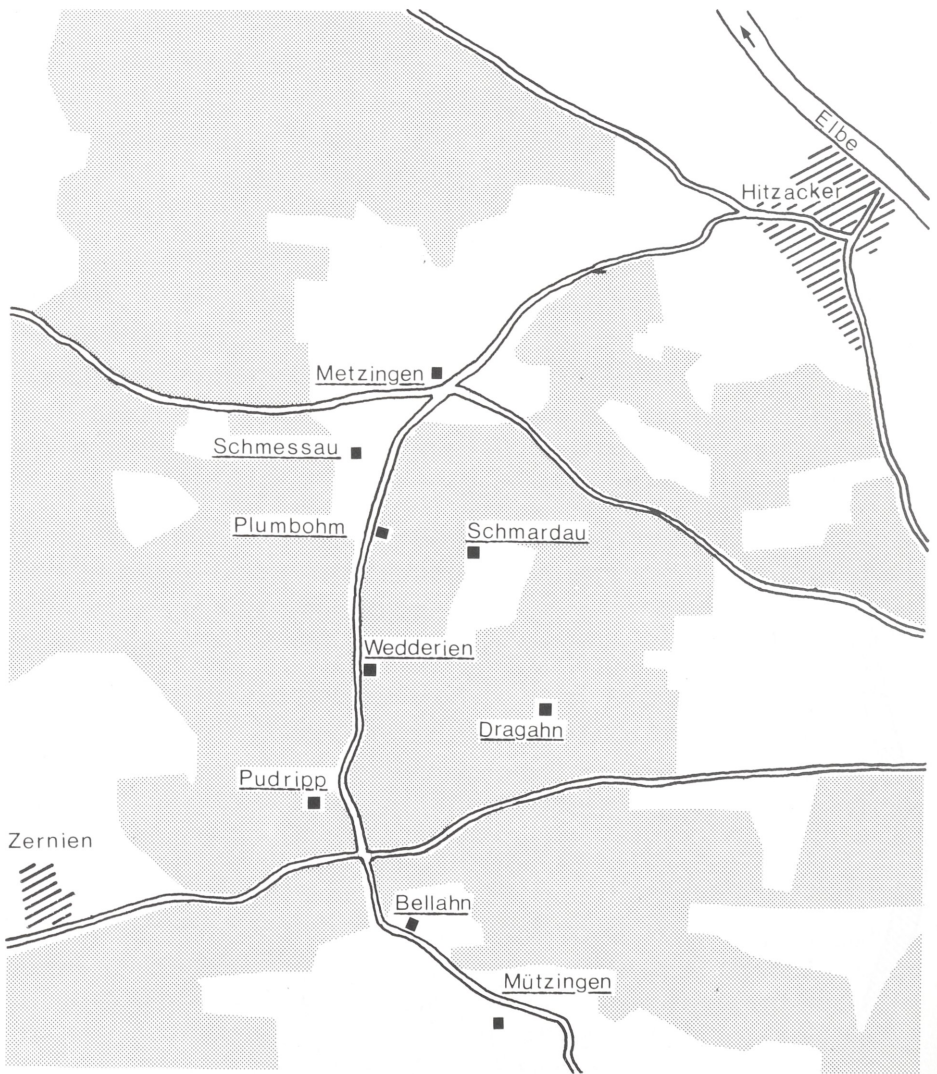 Elbe
Hitzacker
Metzingen
Schmessau
Plumbohm
Schmardau
Wedderien
Dragahn
Pudripp
Zernien
Bellahn
Mützingen